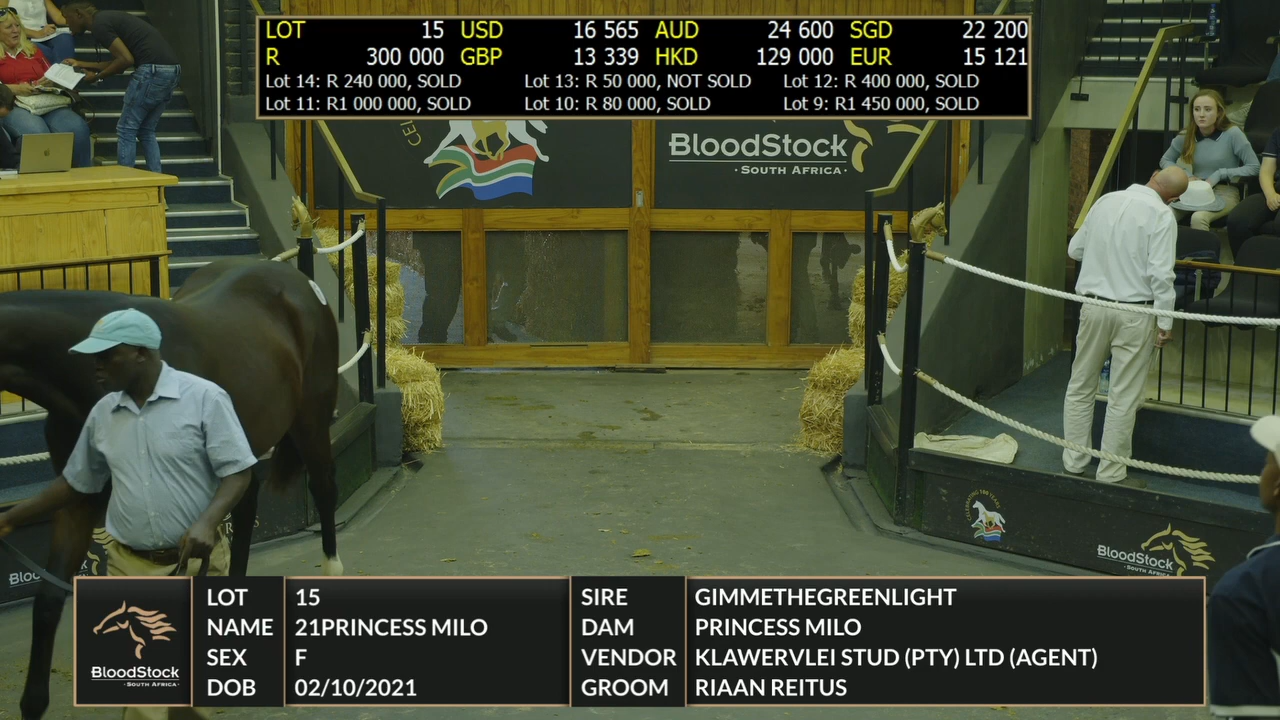 LOT 15 USD 16 565 AUD 24 600 SGD 22 200
R 300 000 GBP 13 339 HKD 129 000 EUR 15 121
Lot 14: R 240 000, SOLD Lot 13: R 50 000, NOT SOLD Lot 12: R 400 000, SOLD
Lot 11: R1 000 000, SOLD Lot 10: R 80 000, SOLD Lot 9: R1 450 000, SOLD
BloodStock
· SOUTH AFRICA ·
BloodStock
SOUTH AFRICA
BloodStock
· SOUTH AFRICA ·
LOT 15 SIRE GIMMETHEGREENLIGHT
NAME 21PRINCESS MILO DAM PRINCESS MILO
SEX F VENDOR KLAWERVLEI STUD (PTY) LTD (AGENT)
DOB 02/10/2021 GROOM RIAAN REITUS